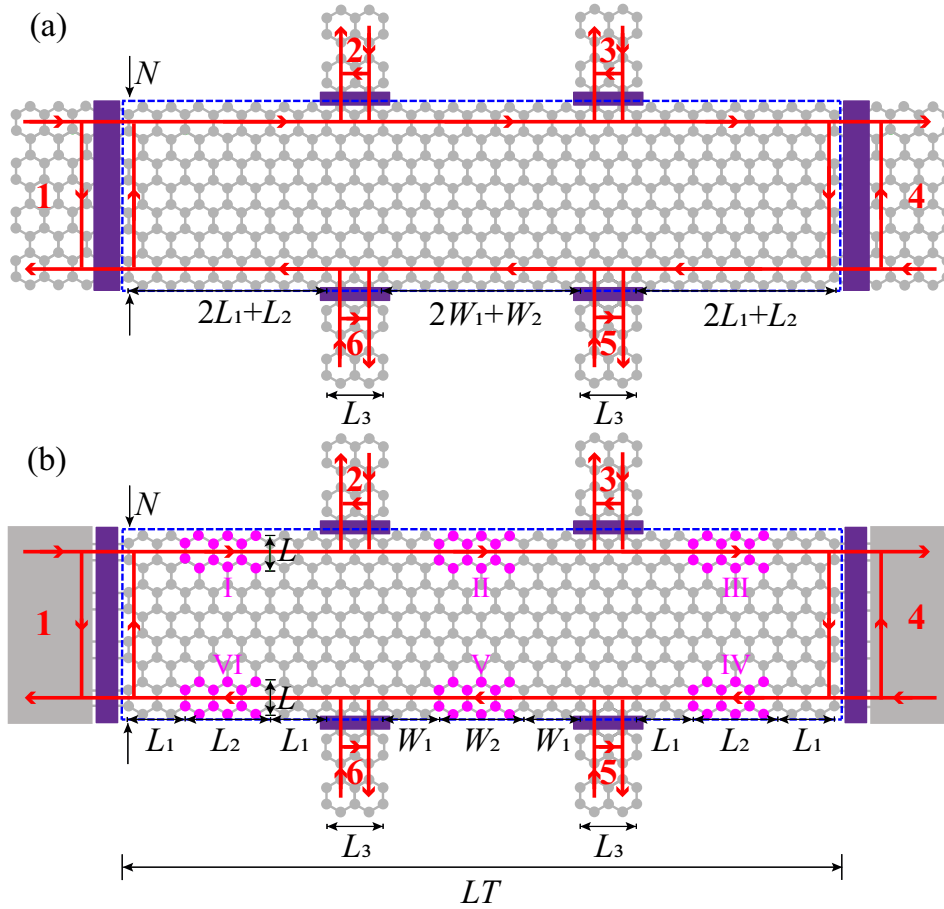 (a)
N
2
3
1
4
2L₁+L₂
2W₁+W₂
2L₁+L₂
6
5
L₃
L₃
(b)
N
2
3
L
I
II
III
1
4
VI
V
IV
L
L₁
L₂
L₁
W₁
W₂
W₁
L₁
L₂
L₁
6
5
L₃
L₃
LT